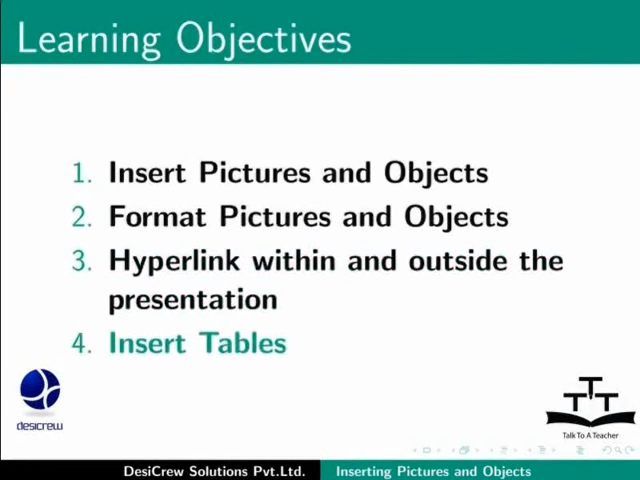 Learning Objectives
1. Insert Pictures and Objects
2. Format Pictures and Objects
3. Hyperlink within and outside the
presentation
4. Insert Tables
desicrew
TTT
Talk To A Teacher
DesiCrew Solutions Pvt.Ltd. Inserting Pictures and Objects